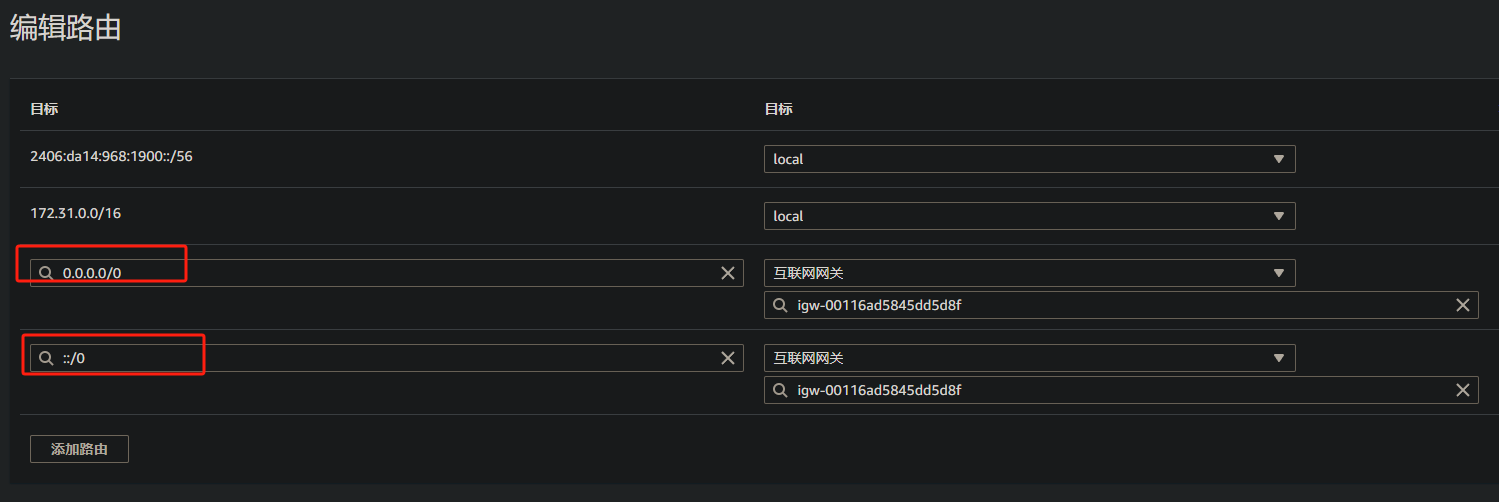 编辑路由
目标 目标
2406:da14:968:1900::/56 local
172.31.0.0/16 local
0.0.0.0/0 互联网网关
igw-00116ad5845dd5d8f
::/0 互联网网关
igw-00116ad5845dd5d8f
添加路由